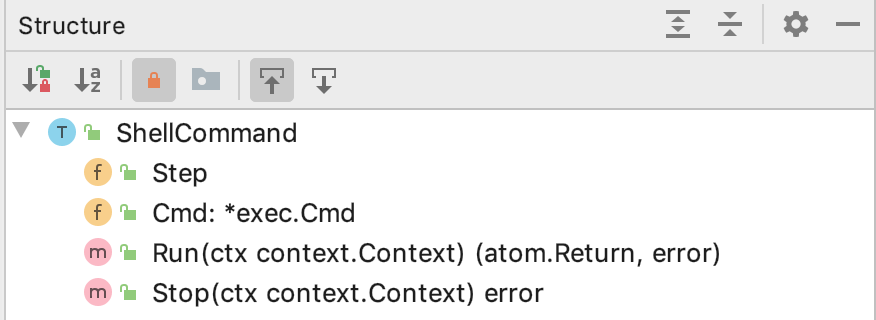 Structure
a
z
T ShellCommand
f Step
f Cmd: *exec.Cmd
m Run(ctx context.Context) (atom.Return, error)
m Stop(ctx context.Context) error